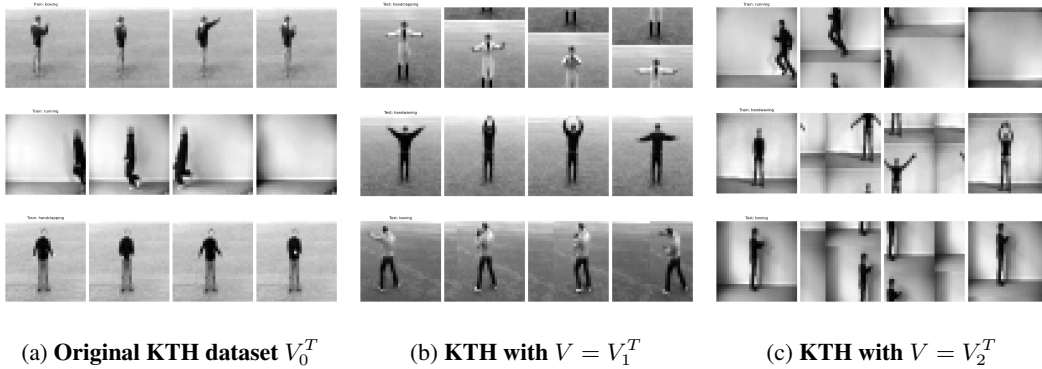 Train: boxing
Test: handclapping
Train: running
Train: running
Test: handwaving
Train: handwaving
Train: handclapping
Test: boxing
Test: boxing
(a) Original KTH dataset $V_0^T$
(b) KTH with $V = V_1^T$
(c) KTH with $V = V_2^T$